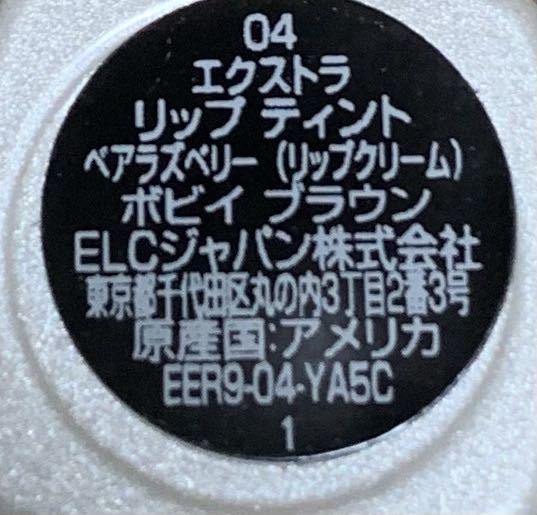 04
エクストラ
リップ ティント
ベアラズベリー (リップクリーム)
ボビイ ブラウン
ELCジャパン株式会社
東京都千代田区丸の内3丁目2番3号
原産国:アメリカ
EER9-04-YA5C
1